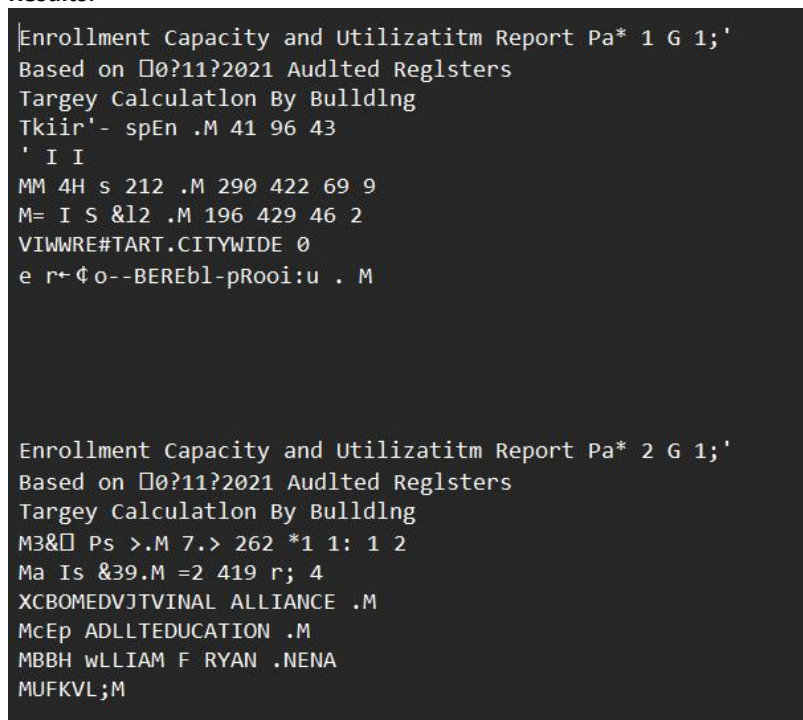 Enrollment Capacity and Utilizatitm Report Pa* 1 G 1;'
Based on □0?11?2021 Audlted Reglsters
Targey Calculatlon By Bulldlng
Tkiir'- spEn .M 41 96 43
' I I
MM 4H s 212 .M 290 422 69 9
M= I S &l2 .M 196 429 46 2
VIWWRE#TART.CITYWIDE 0
e r←¢o--BEREbl-pRooi:u . M
Enrollment Capacity and Utilizatitm Report Pa* 2 G 1;'
Based on □0?11?2021 Audlted Reglsters
Targey Calculatlon By Bulldlng
M3&□ Ps >.M 7.> 262 *1 1: 1 2
Ma Is &39.M =2 419 r; 4
XCBOMEDVJTVINAL ALLIANCE .M
McEp ADLLTEDUCATION .M
MBBH wLLIAM F RYAN .NENA
MUFKVL;M